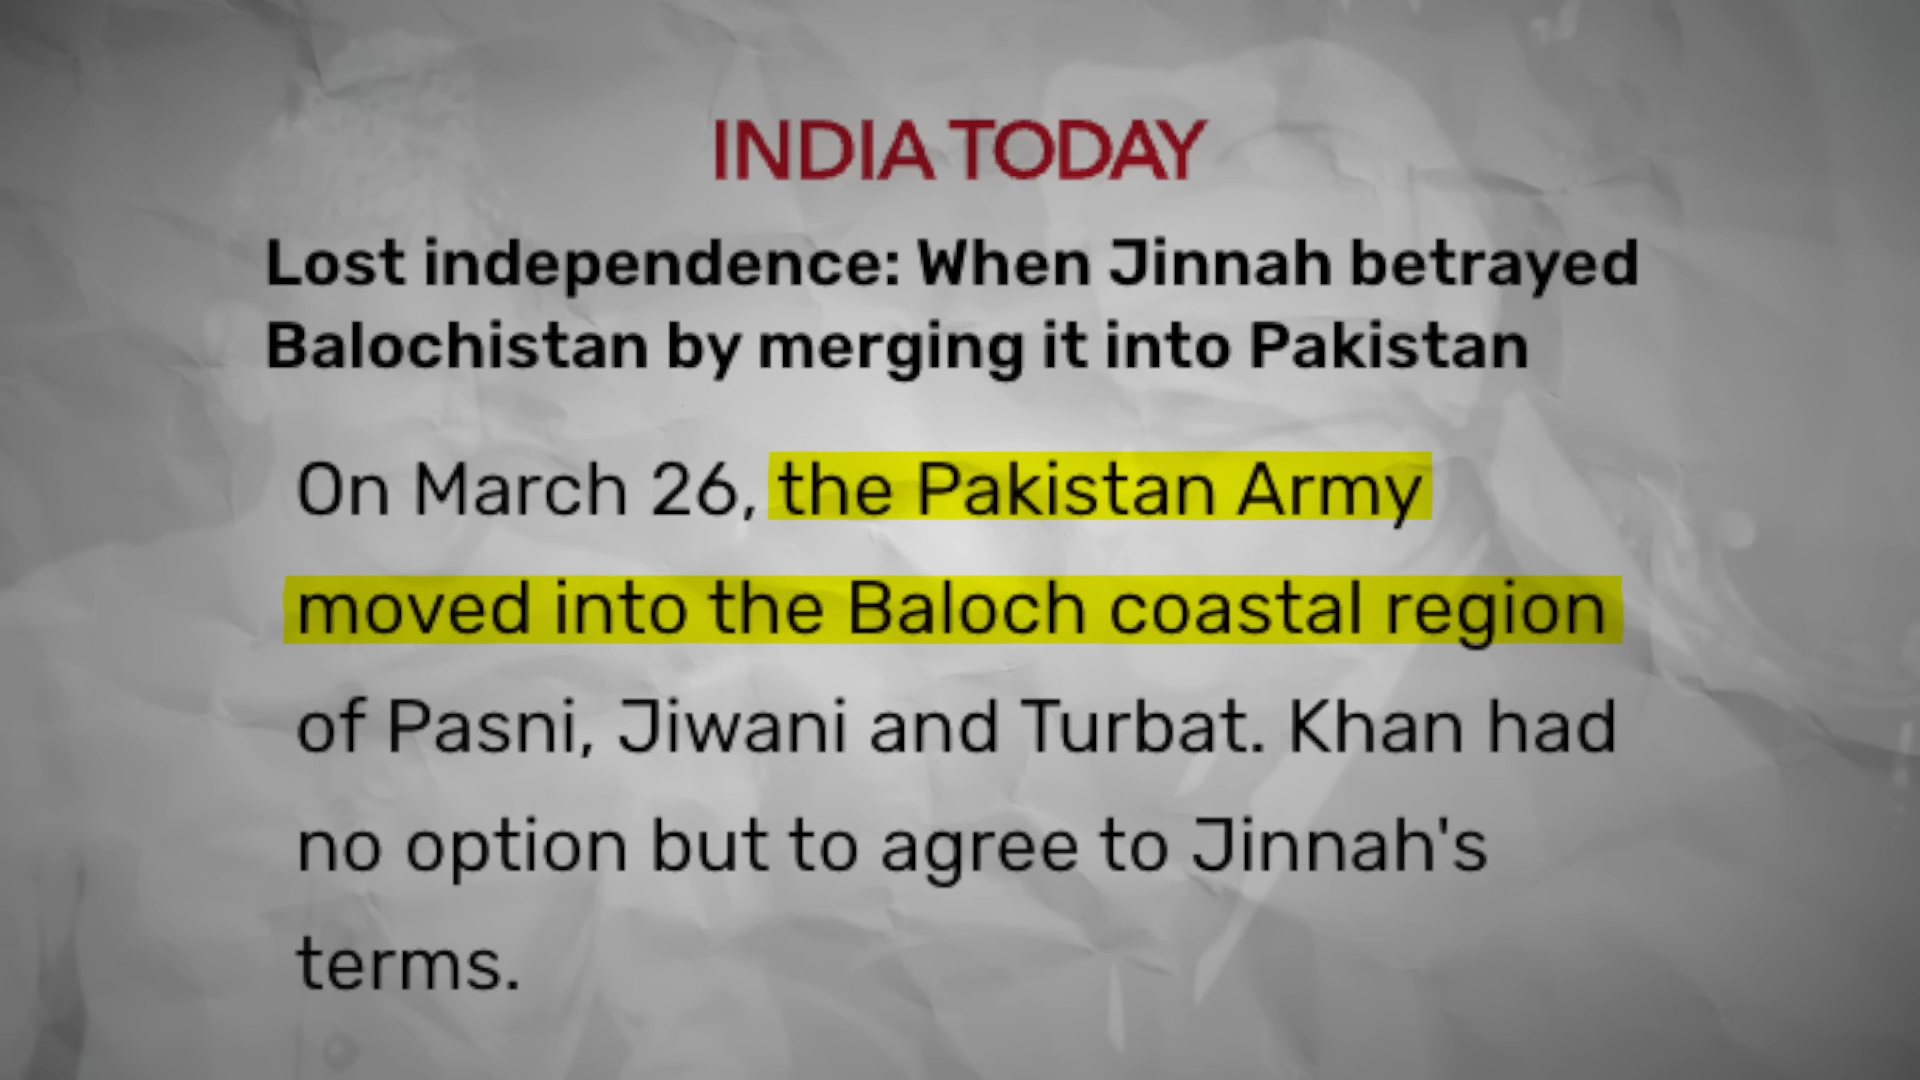 INDIA TODAY
Lost independence: When Jinnah betrayed
Balochistan by merging it into Pakistan
On March 26, the Pakistan Army
moved into the Baloch coastal region
of Pasni, Jiwani and Turbat. Khan had
no option but to agree to Jinnah's
terms.